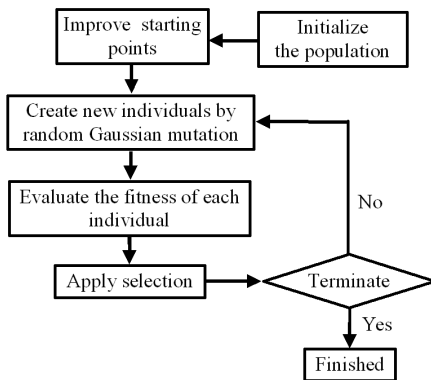 Improve starting
points
Initialize
the population
Create new individuals by
random Gaussian mutation
Evaluate the fitness of each
individual
No
Apply selection
Terminate
Yes
Finished